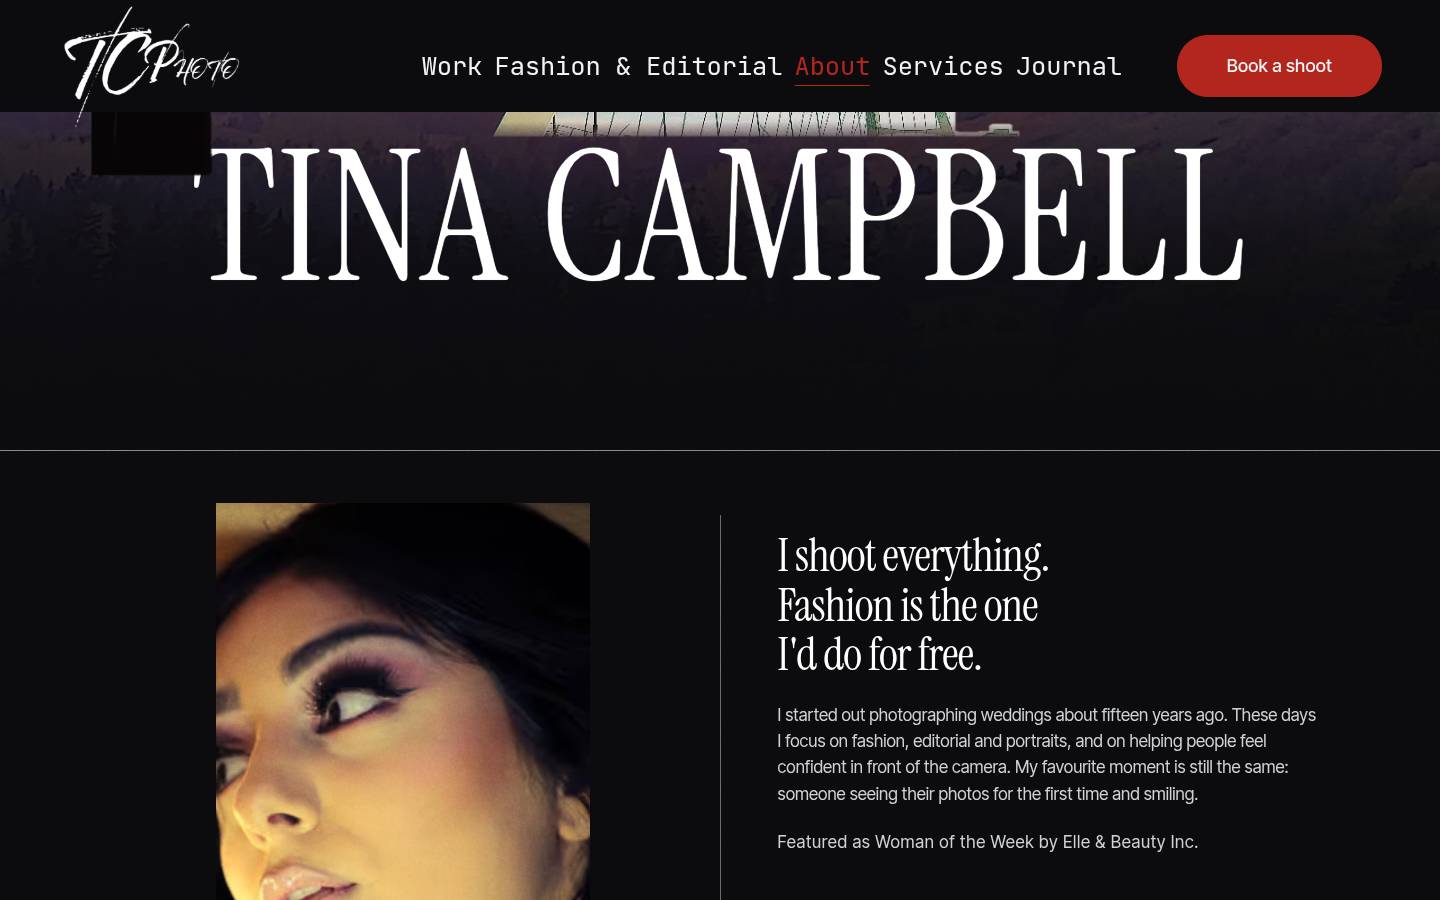 TCPHOTO
Work Fashion & Editorial About Services Journal
Book a shoot
TINA CAMPBELL
I shoot everything.
Fashion is the one
I'd do for free.
I started out photographing weddings about fifteen years ago. These days
I focus on fashion, editorial and portraits, and on helping people feel
confident in front of the camera. My favourite moment is still the same:
someone seeing their photos for the first time and smiling.
Featured as Woman of the Week by Elle & Beauty Inc.